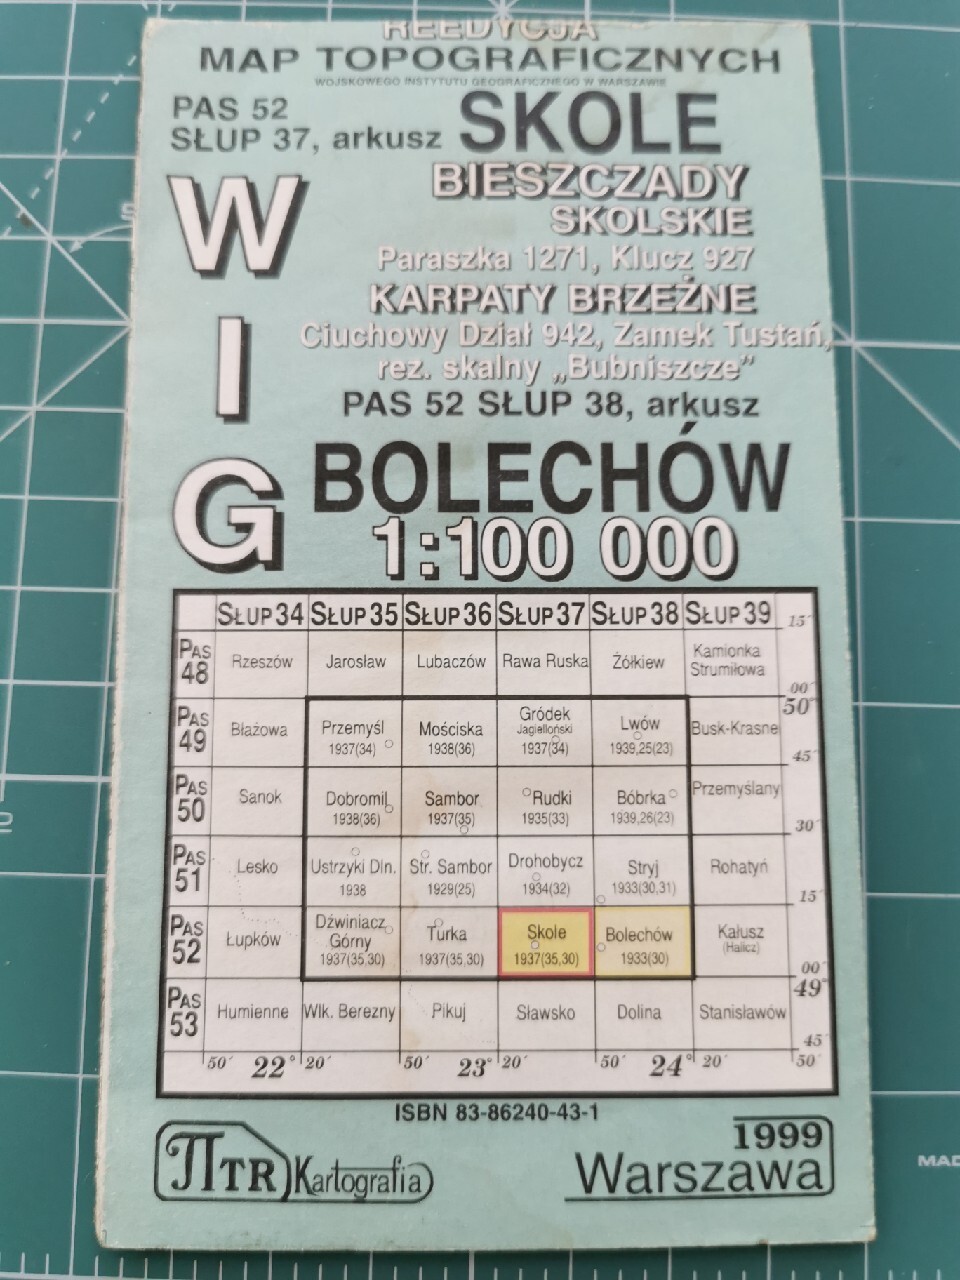 REEDYCJA
MAP TOPOGRAFICZNYCH
WOJSKOWEGO INSTYTUTU GEOGRAFICZNEGO W WARSZAWIE
PAS 52
SŁUP 37, arkusz SKOLE
WIG
BIESZCZADY
SKOLSKIE
Paraszka 1271, Klucz 927
KARPATY BRZEŻNE
Ciuchowy Dział 942, Zamek Tustań,
rez. skalny „Bubniszcze”
PAS 52 SŁUP 38, arkusz
BOLECHÓW
1:100 000
SŁUP 34 SŁUP 35 SŁUP 36 SŁUP 37 SŁUP 38 SŁUP 39 15´
PAS 48 Rzeszów Jarosław Lubaczów Rawa Ruska Żółkiew Kamionka Strumiłowa 00´
50°
PAS 49 Błażowa Przemyśl 1937(34) Mościska 1938(36) Gródek Jagielloński 1937(34) Lwów 1939,25(23) Busk-Krasne 45´
PAS 50 Sanok Dobromil 1938(36) Sambor 1937(35) Rudki 1935(33) Bóbrka 1939,26(23) Przemyślany 30´
PAS 51 Lesko Ustrzyki Dln. 1938 Str. Sambor 1929(25) Drohobycz 1934(32) Stryj 1933(30,31) Rohatyń 15´
PAS 52 Łupków Dźwiniacz Górny 1937(35,30) Turka 1937(35,30) Skole 1937(35,30) Bolechów 1933(30) Kałusz (Halicz) 00´
49°
PAS 53 Humienne Wlk. Berezny Pikuj Sławsko Dolina Stanisławów 45´
50´ 22° 20´ 50´ 23° 20´ 50´ 24° 20´ 50´
ISBN 83-86240-43-1
ПTR Kartografia
1999
Warszawa
MAD